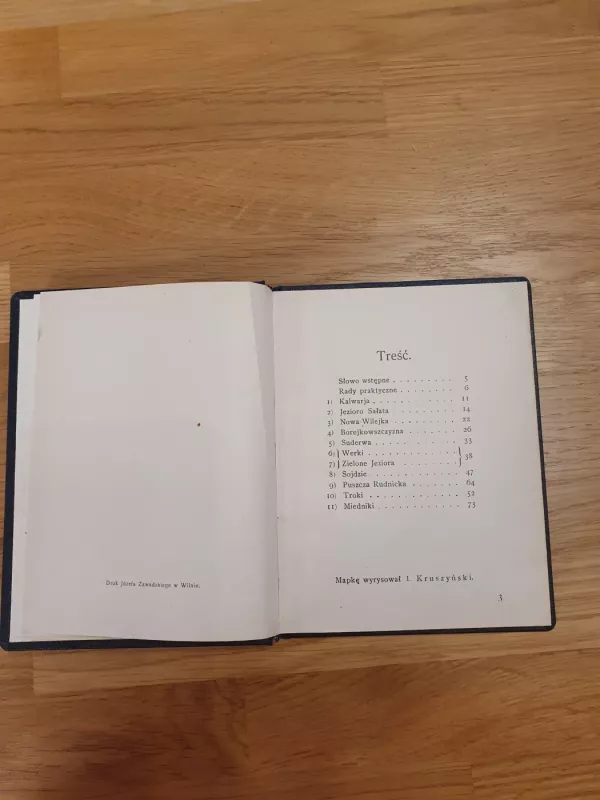 Druk Józefa Zawadzkiego w Wilnie.
Treść.
Słowo wstępne . . . . . . . . . 5
Rady praktyczne . . . . . . . . 6
1) Kalwarja . . . . . . . . . . . 11
2) Jezioro Sałata . . . . . . . . 14
3) Nowa-Wilejka . . . . . . . . 22
4) Borejkowszczyzna . . . . . . 26
5) Suderwa . . . . . . . . . . . 33
6) } Werki . . . . . . . . . . . } 38
7) } Zielone Jeziora . . . . . . . }
8) Sojdzie . . . . . . . . . . . 47
9) Puszcza Rudnicka . . . . . . 64
10) Troki . . . . . . . . . . . . 52
11) Miedniki . . . . . . . . . . 73
Mapkę wyrysował I. Kruszyński.
3